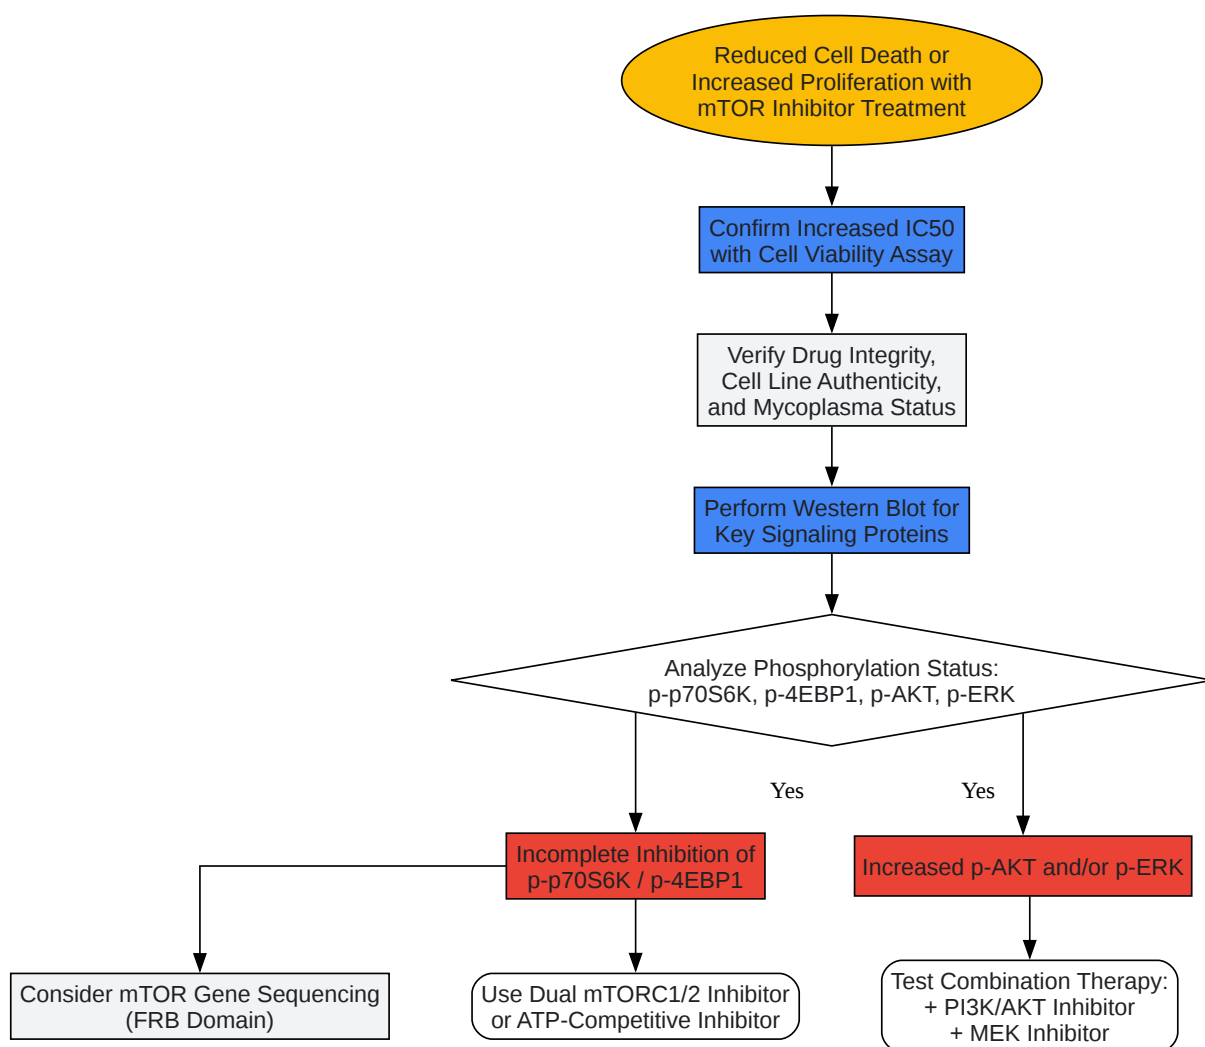 Reduced Cell Death or
Increased Proliferation with
mTOR Inhibitor Treatment
Confirm Increased IC50
with Cell Viability Assay
Verify Drug Integrity,
Cell Line Authenticity,
and Mycoplasma Status
Perform Western Blot for
Key Signaling Proteins
Analyze Phosphorylation Status:
p-p70S6K, p-4EBP1, p-AKT, p-ERK
Yes
Yes
Incomplete Inhibition of
p-p70S6K / p-4EBP1
Increased p-AKT and/or p-ERK
Consider mTOR Gene Sequencing
(FRB Domain)
Use Dual mTORC1/2 Inhibitor
or ATP-Competitive Inhibitor
Test Combination Therapy:
+ PI3K/AKT Inhibitor
+ MEK Inhibitor